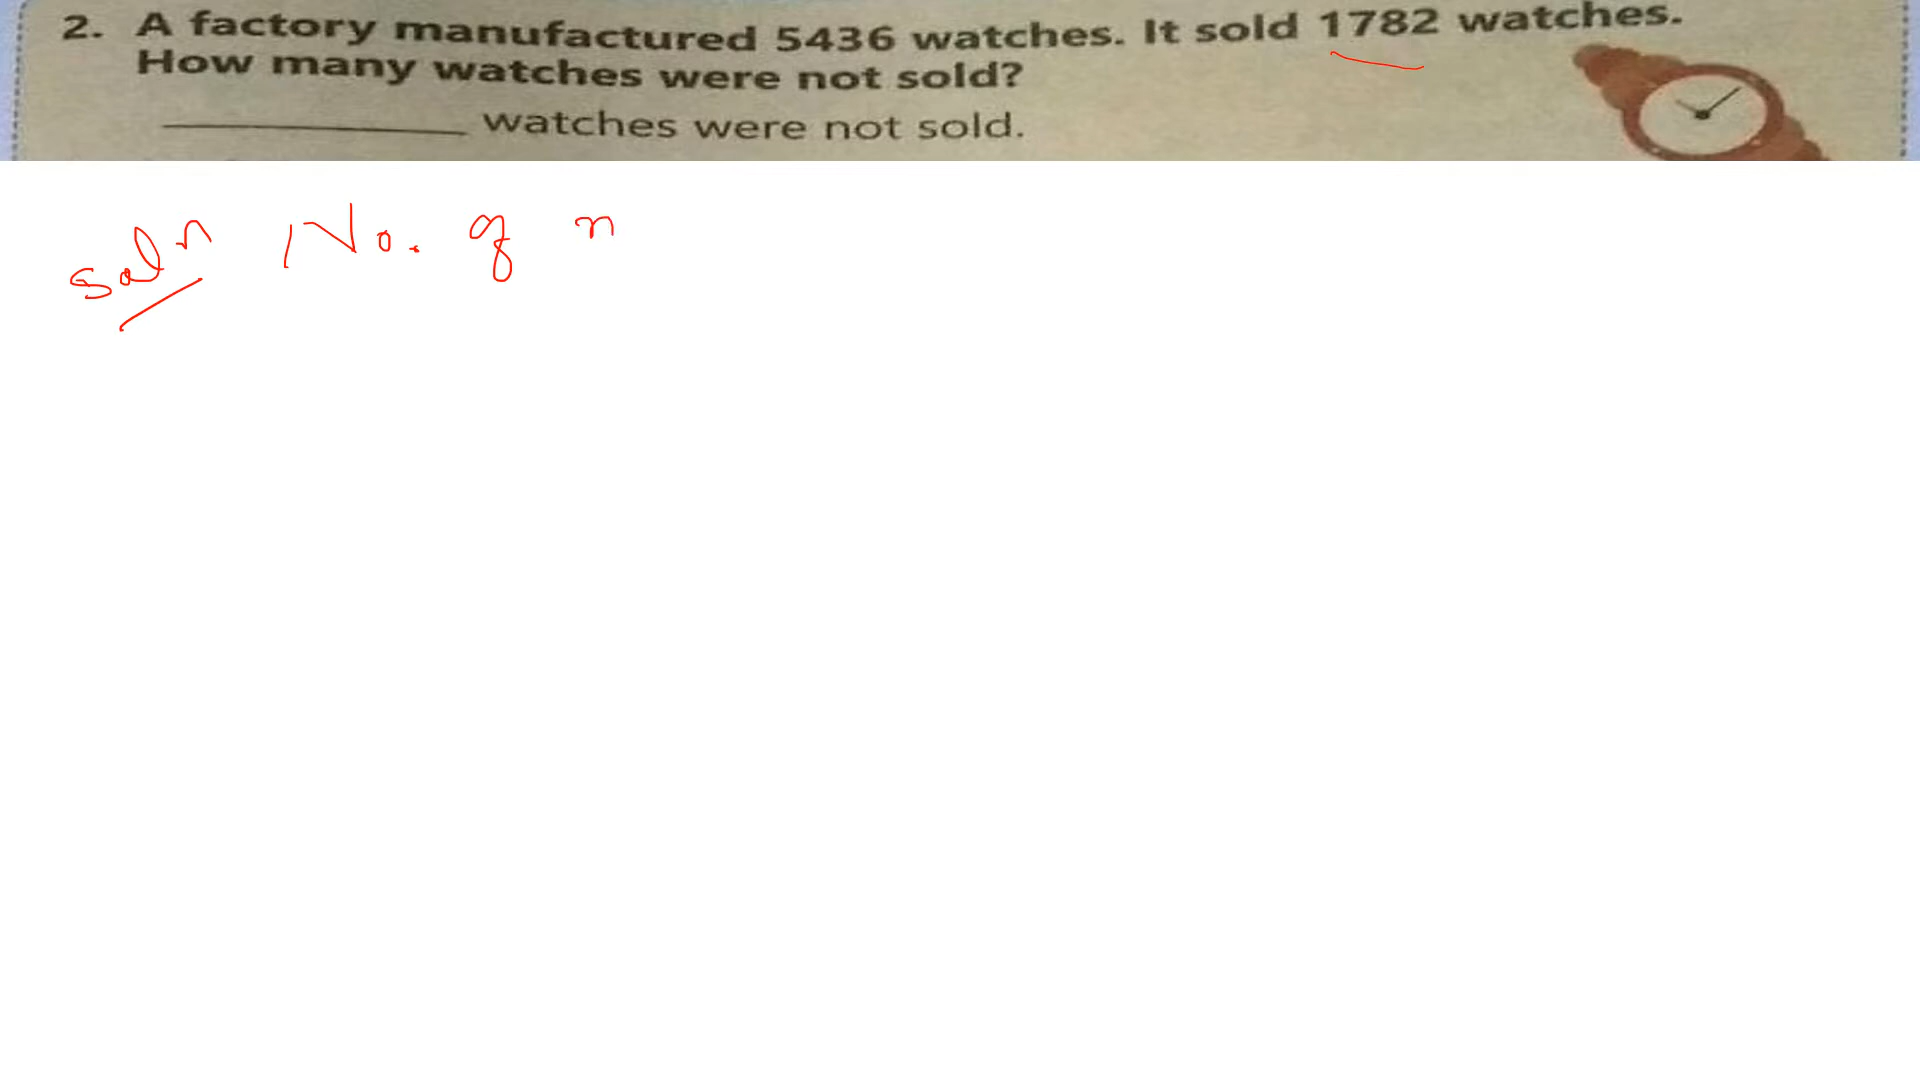 2. A factory manufactured 5436 watches. It sold 1782 watches.
How many watches were not sold?
____________ watches were not sold.
Solⁿ No. of n